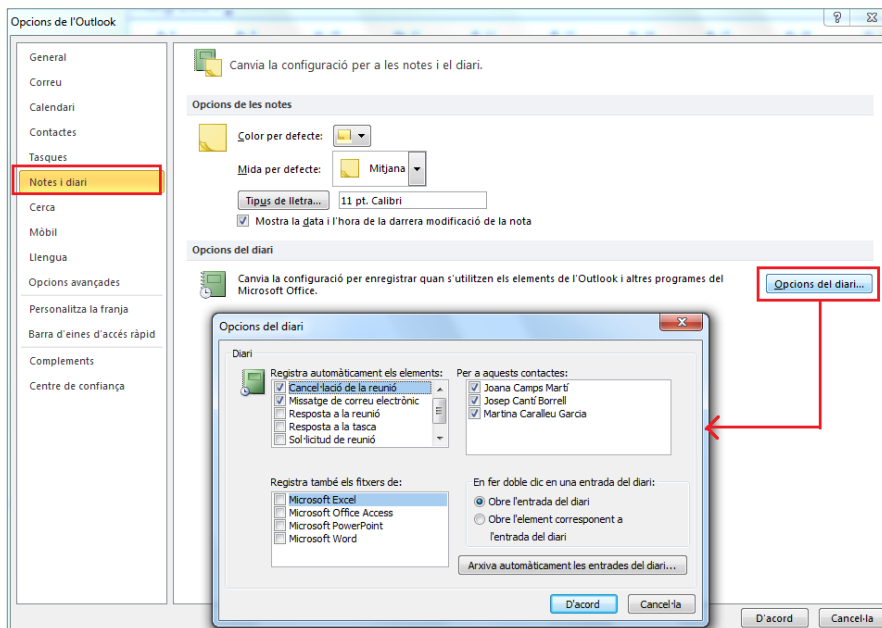 Opcions de l'Outlook
General
Correu
Calendari
Contactes
Tasques
Notes i diari
Cerca
Mòbil
Llengua
Opcions avançades
Personalitza la franja
Barra d'eines d'accés ràpid
Complements
Centre de confiança
Canvia la configuració per a les notes i el diari.
Opcions de les notes
Color per defecte:
Mida per defecte:
Mitjana
Tipus de lletra...
11 pt. Calibri
Mostra la data i l'hora de la darrera modificació de la nota
Opcions del diari
Canvia la configuració per enregistrar quan s'utilitzen els elements de l'Outlook i altres programes del
Microsoft Office.
Opcions del diari...
Opcions del diari
Diari
Registra automàticament els elements:
Cancel·lació de la reunió
Missatge de correu electrònic
Resposta a la reunió
Resposta a la tasca
Sol·licitud de reunió
Per a aquests contactes:
Joana Camps Martí
Josep Cantí Borrell
Martina Caralleu Garcia
Registra també els fitxers de:
Microsoft Excel
Microsoft Office Access
Microsoft PowerPoint
Microsoft Word
En fer doble clic en una entrada del diari:
Obre l'entrada del diari
Obre l'element corresponent a
l'entrada del diari
Arxiva automàticament les entrades del diari...
D'acord
Cancel·la
D'acord
Cancel·la